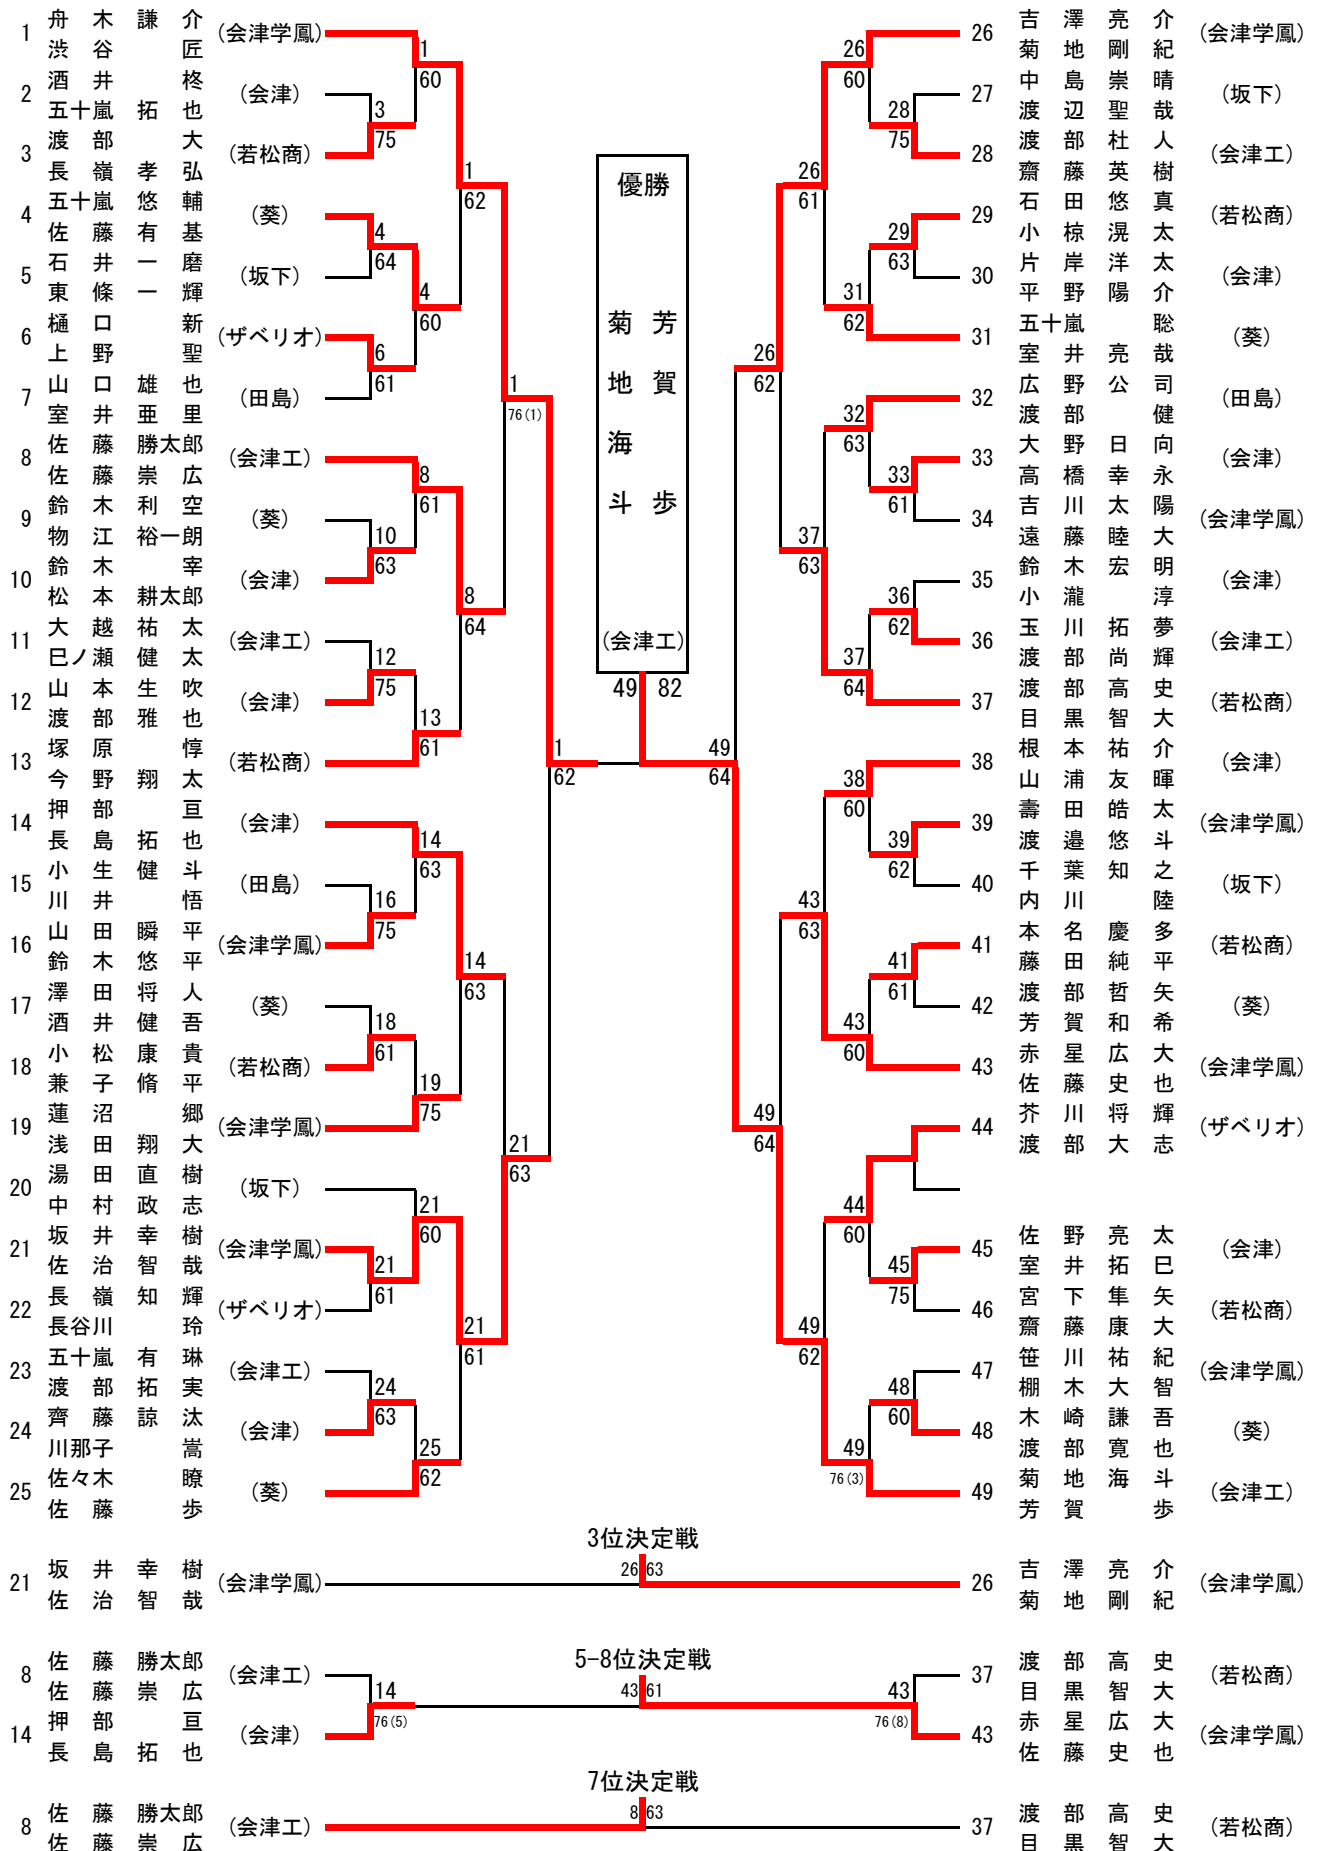 1 舟木謙介 (会津学鳳)
渋谷匠
2 酒井柊 (会津)
五十嵐拓也
3 渡部大 (若松商)
長嶺孝弘
4 五十嵐悠輔 (葵)
佐藤有基
5 石井一磨 (坂下)
東條一輝
6 樋口新 (ザベリオ)
上野聖
7 山口雄也 (田島)
室井亜里
8 佐藤勝太郎 (会津工)
佐藤崇広
9 鈴木利空 (葵)
物江裕一朗
10 鈴木宰 (会津)
松本耕太郎
11 大越祐太 (会津工)
巳ノ瀬健太
12 山本生吹 (会津)
渡部雅也
13 塚原惇 (若松商)
今野翔太
14 押部亘 (会津)
長島拓也
15 小生健斗 (田島)
川井悟
16 山田瞬平 (会津学鳳)
鈴木悠平
17 澤田将人 (葵)
酒井健吾
18 小松康貴 (若松商)
兼子脩平
19 蓮沼郷 (会津学鳳)
浅田翔大
20 湯田直樹 (坂下)
中村政志
21 坂井幸樹 (会津学鳳)
佐治智哉
22 長嶺知輝 (ザベリオ)
長谷川玲
23 五十嵐有琳 (会津工)
渡部拓実
24 齊藤諒汰 (会津)
川那子嵩
25 佐々木瞭 (葵)
佐藤歩
1
60
3
75
4
64
4
60
6
61
1
62
8
61
10
63
12
75
13
61
8
64
1
76(1)
14
63
16
75
18
61
19
75
14
63
21
60
21
61
24
63
25
62
21
61
21
63
1
62
優勝
菊地海斗
芳賀歩
(会津工)
49 82
26
60
28
75
29
63
31
62
26
61
32
63
33
61
36
62
37
64
37
63
26
62
38
60
39
62
41
61
43
60
43
63
44
60
45
75
48
60
49
76(3)
49
62
49
64
49
64
26 吉澤亮介 (会津学鳳)
菊地剛紀
27 中島崇晴 (坂下)
渡辺聖哉
28 渡部杜人 (会津工)
齋藤英樹
29 石田悠真 (若松商)
小椋滉太
30 片岸洋太 (会津)
平野陽介
31 五十嵐聡 (葵)
室井亮哉
32 広野公司 (田島)
渡部健
33 大野日向 (会津)
高橋幸永
34 吉川太陽 (会津学鳳)
遠藤睦大
35 鈴木宏明 (会津)
小瀧淳
36 玉川拓夢 (会津工)
渡部尚輝
37 渡部高史 (若松商)
目黒智大
38 根本祐介 (会津)
山浦友暉
39 壽田皓太 (会津学鳳)
渡邉悠斗
40 千葉知之 (坂下)
内川陸
41 本名慶多 (若松商)
藤田純平
42 渡部哲矢 (葵)
芳賀和希
43 赤星広大 (会津学鳳)
佐藤史也
44 芥川将輝 (ザベリオ)
渡部大志
45 佐野亮太 (会津)
室井拓巳
46 宮下隼矢 (若松商)
齋藤康大
47 笹川祐紀 (会津学鳳)
棚木大智
48 木崎謙吾 (葵)
渡部寛也
49 菊地海斗 (会津工)
芳賀歩
3位決定戦
21 坂井幸樹 (会津学鳳)
佐治智哉
26 63
26 吉澤亮介 (会津学鳳)
菊地剛紀
5-8位決定戦
8 佐藤勝太郎 (会津工)
佐藤崇広
14 押部亘 (会津)
長島拓也
14
76(5)
43 61
43
76(8)
37 渡部高史 (若松商)
目黒智大
43 赤星広大 (会津学鳳)
佐藤史也
7位決定戦
8 佐藤勝太郎 (会津工)
佐藤崇広
8 63
37 渡部高史 (若松商)
目黒智大